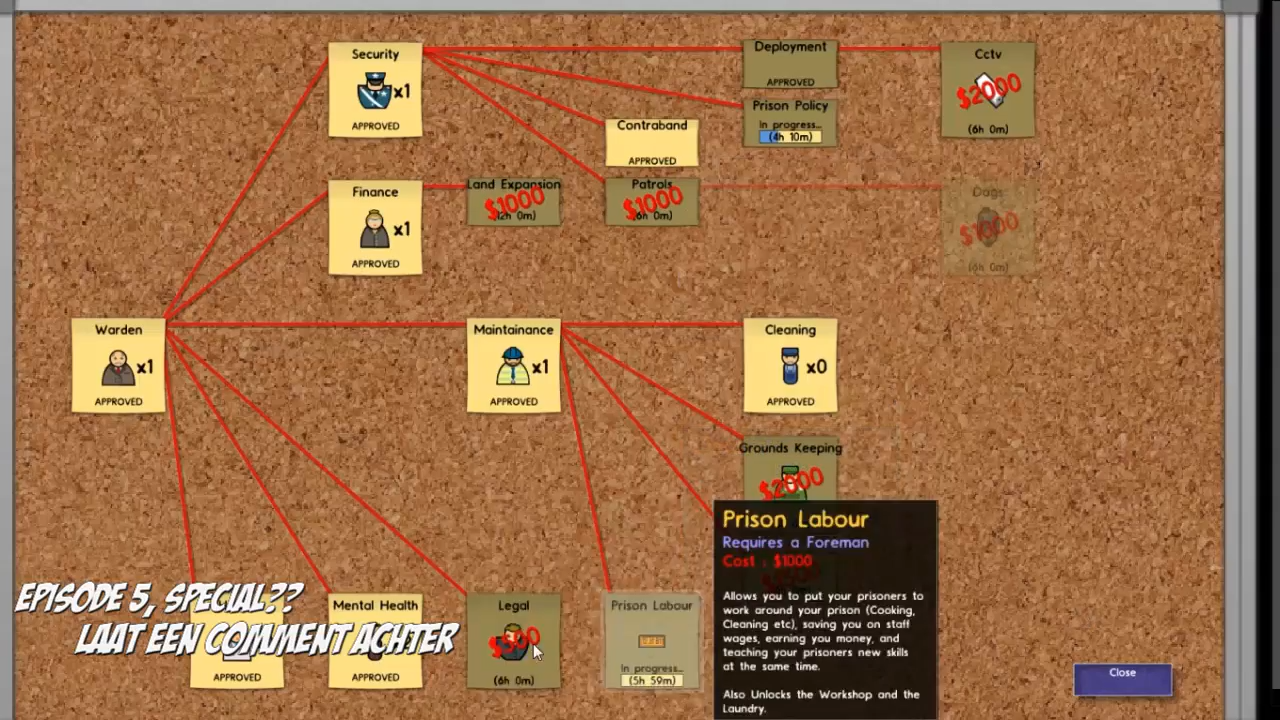 Security
x1
APPROVED
Deployment
APPROVED
Cctv
$2000
(6h 0m)
Prison Policy
In progress...
(4h 10m)
Contraband
APPROVED
Finance
x1
APPROVED
Land Expansion
$1000
(2h 0m)
Patrols
$1000
(6h 0m)
Dogs
(6h 0m)
Warden
x1
APPROVED
Maintainance
x1
APPROVED
Cleaning
x0
APPROVED
Grounds Keeping
$2000
Prison Labour
Requires a Foreman
Cost : $1000
Allows you to put your prisoners to
work around your prison (Cooking,
Cleaning etc), saving you on staff
wages, earning you money, and
teaching your prisoners new skills
at the same time.
Also Unlocks the Workshop and the
Laundry.
EPISODE 5, SPECIAL??
LAAT EEN COMMENT ACHTER
APPROVED
Mental Health
APPROVED
Legal
$500
(6h 0m)
Prison Labour
In progress...
(5h 59m)
Close